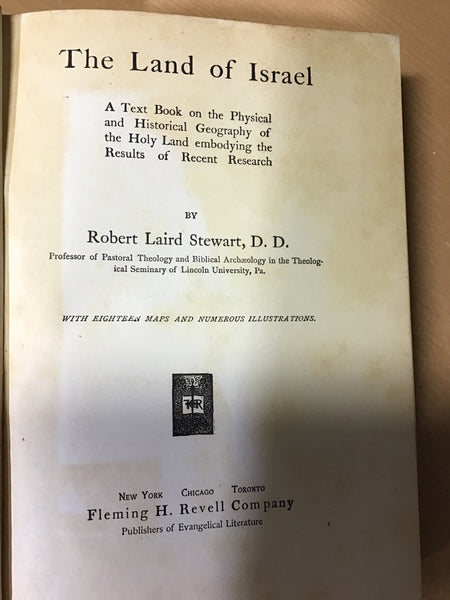 The Land of Israel
A Text Book on the Physical
and Historical Geography of
the Holy Land embodying the
Results of Recent Research
BY
Robert Laird Stewart, D. D.
Professor of Pastoral Theology and Biblical Archæology in the Theolog-
ical Seminary of Lincoln University, Pa.
WITH EIGHTEEN MAPS AND NUMEROUS ILLUSTRATIONS.
NEW YORK CHICAGO TORONTO
Fleming H. Revell Company
Publishers of Evangelical Literature